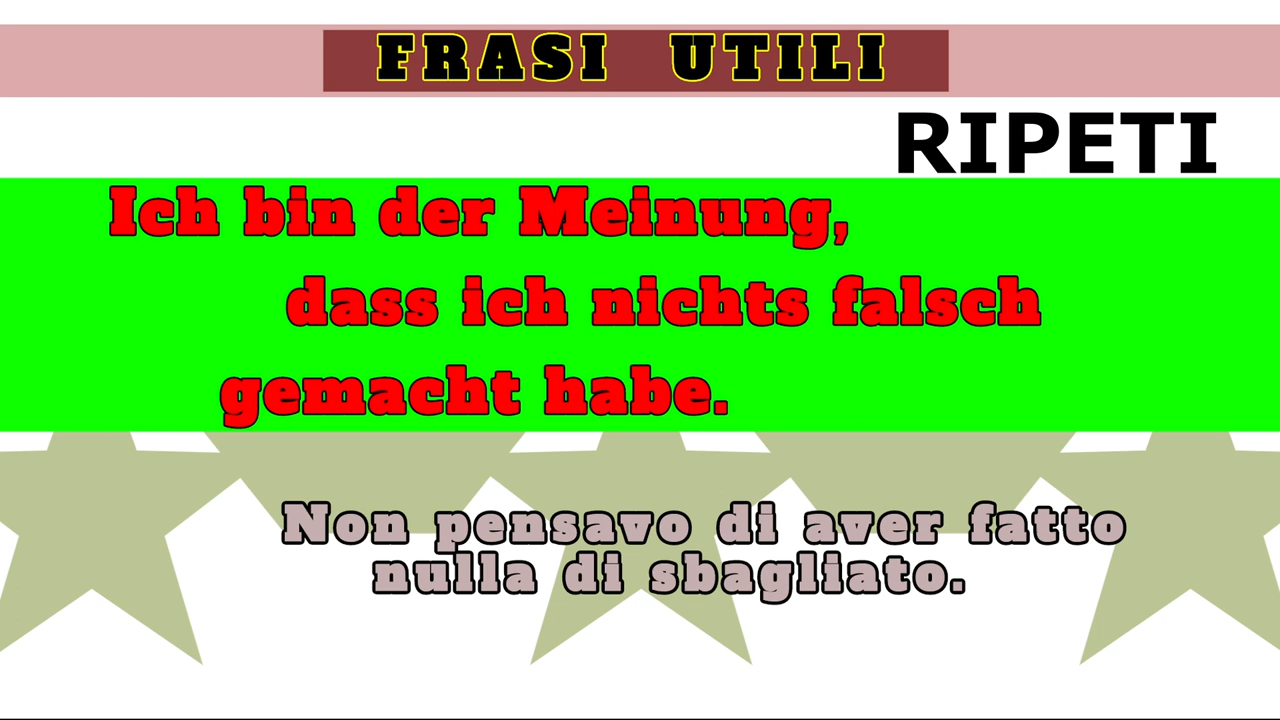 FRASI UTILI
RIPETI
Ich bin der Meinung,
dass ich nichts falsch
gemacht habe.
Non pensavo di aver fatto
nulla di sbagliato.